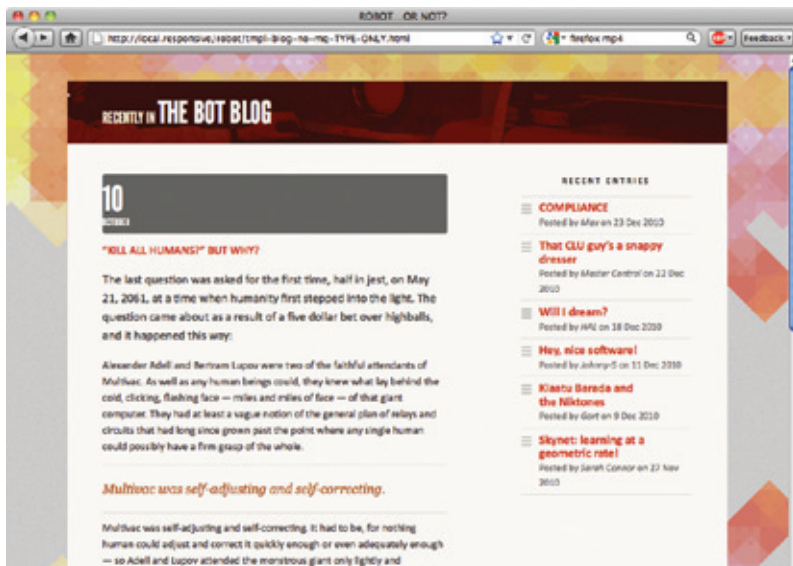 ROBOT...OR NOT?
http://local.responsive/robot/tmpl-blog-no-mq-TYPE-ONLY.html
firefox mp4
Feedback
RECENTLY IN THE BOT BLOG
10
OCTOBER
"KILL ALL HUMANS?" BUT WHY?
The last question was asked for the first time, half in jest, on May
21, 2061, at a time when humanity first stepped into the light. The
question came about as a result of a five dollar bet over highballs,
and it happened this way:
Alexander Adell and Bertram Lupov were two of the faithful attendants of
Multivac. As well as any human beings could, they knew what lay behind the
cold, clicking, flashing face — miles and miles of face — of that giant
computer. They had at least a vague notion of the general plan of relays and
circuits that had long since grown past the point where any single human
could possibly have a firm grasp of the whole.
Multivac was self-adjusting and self-correcting.
Multivac was self-adjusting and self-correcting. It had to be, for nothing
human could adjust and correct it quickly enough or even adequately enough
— so Adell and Lupov attended the monstrous giant only lightly and
RECENT ENTRIES
COMPLIANCE
Posted by Max on 23 Dec 2010
That CLU guy's a snappy
dresser
Posted by Master Control on 22 Dec
2010
Will I dream?
Posted by HAL on 18 Dec 2010
Hey, nice software!
Posted by Johnny-5 on 11 Dec 2010
Klaatu Barada and
the Niktones
Posted by Gort on 9 Dec 2010
Skynet: learning at a
geometric rate!
Posted by Sarah Connor on 27 Nov
2010